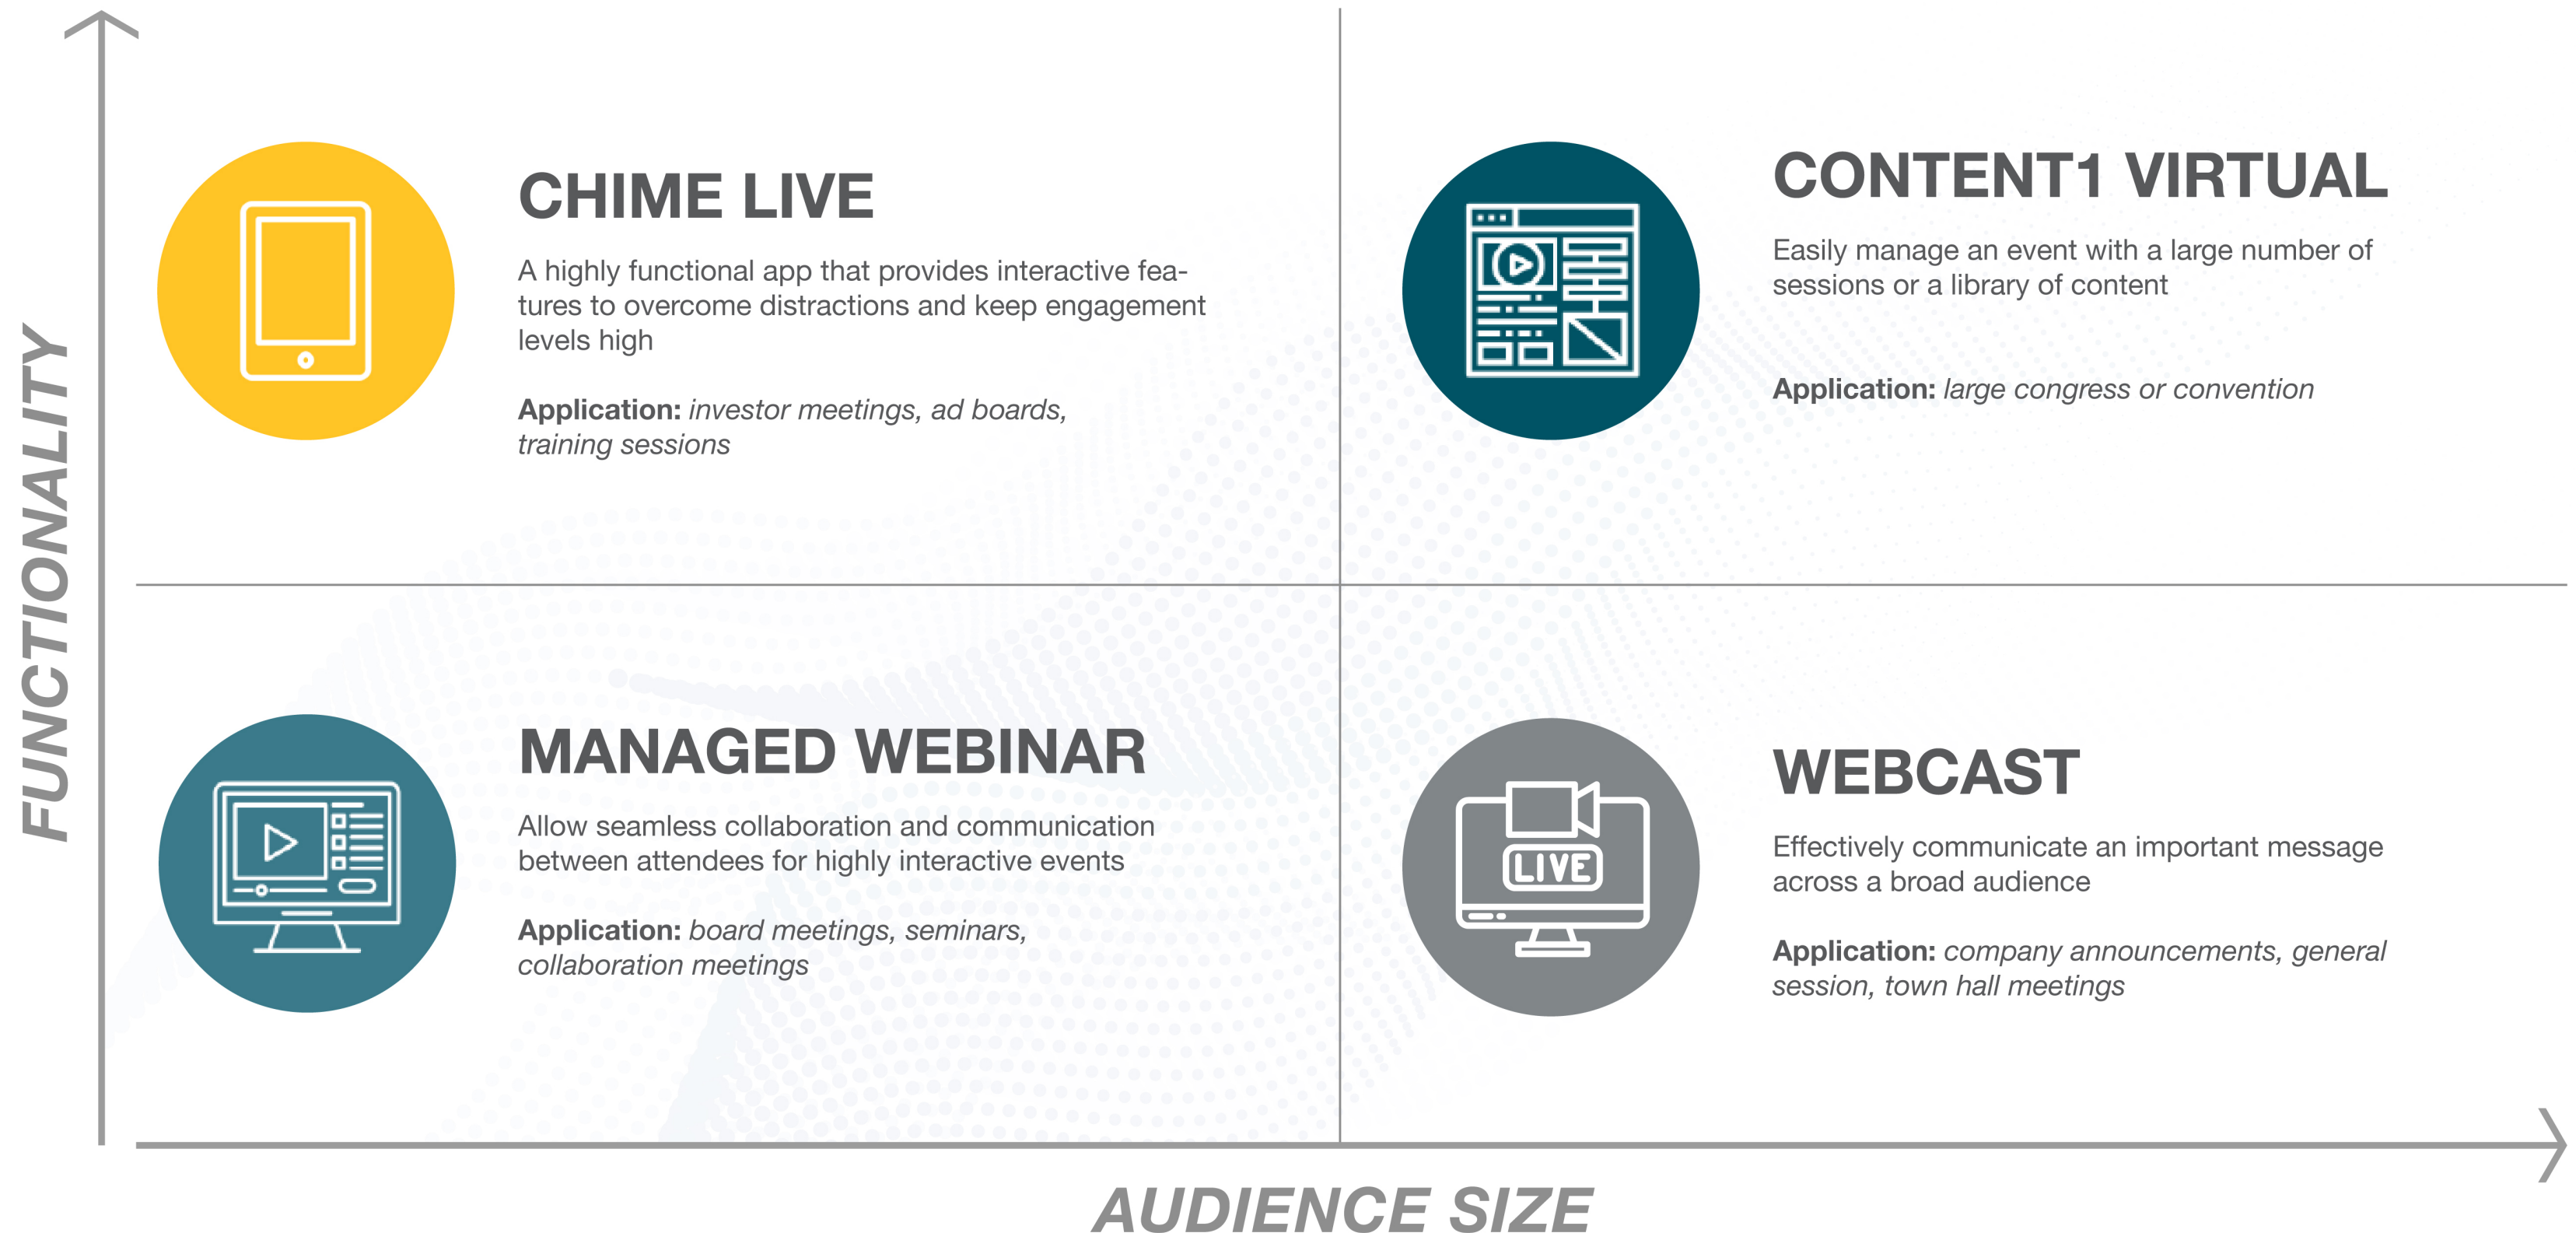 FUNCTIONALITY
CHIME LIVE
A highly functional app that provides interactive fea-
tures to overcome distractions and keep engagement
levels high
Application: investor meetings, ad boards,
training sessions
CONTENT1 VIRTUAL
Easily manage an event with a large number of
sessions or a library of content
Application: large congress or convention
MANAGED WEBINAR
Allow seamless collaboration and communication
between attendees for highly interactive events
Application: board meetings, seminars,
collaboration meetings
LIVE
WEBCAST
Effectively communicate an important message
across a broad audience
Application: company announcements, general
session, town hall meetings
AUDIENCE SIZE